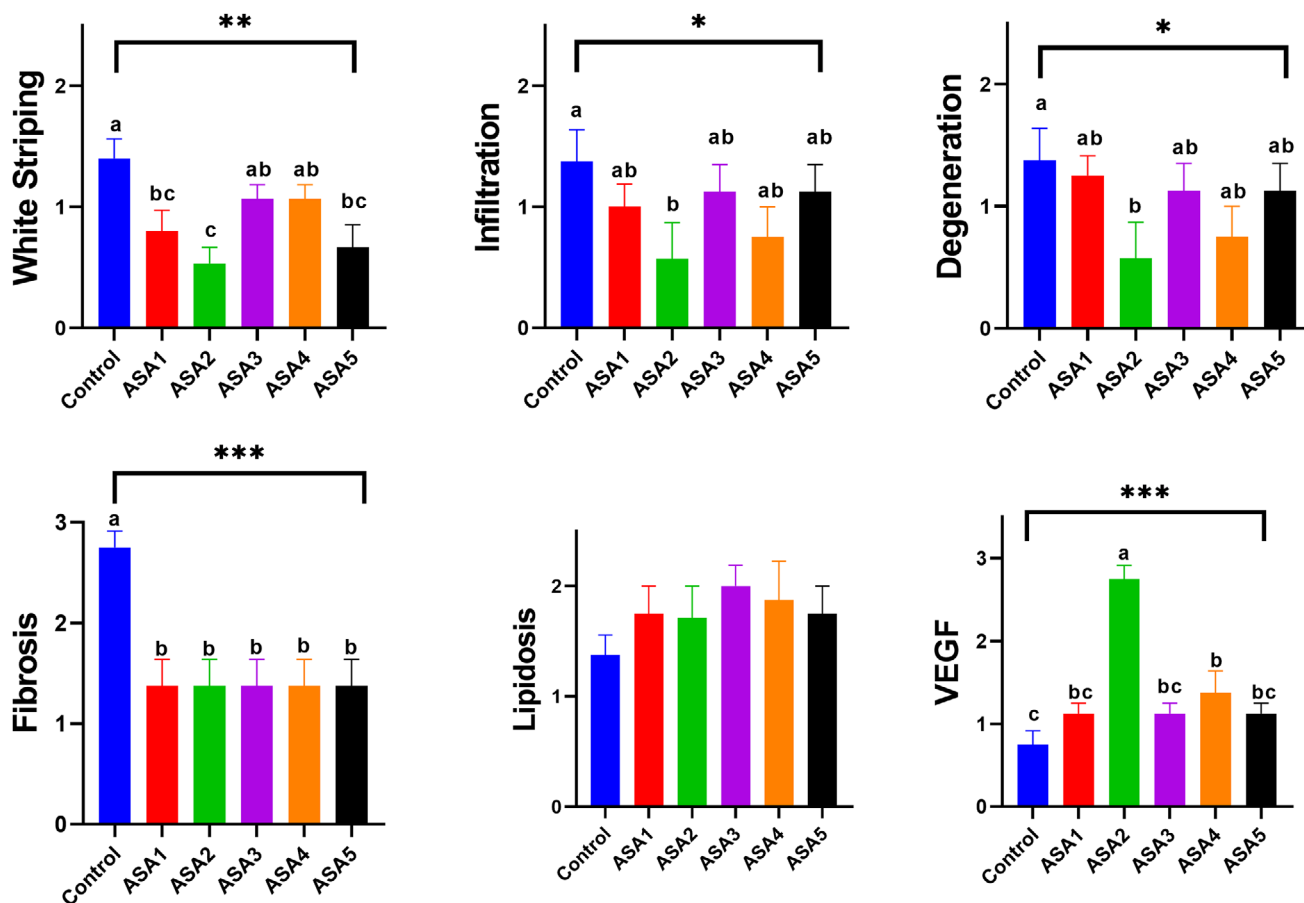 **
White Striping
2
1
0
a
bc
c
ab
ab
bc
Control
ASA1
ASA2
ASA3
ASA4
ASA5
*
Infiltration
2
1
0
a
ab
b
ab
ab
ab
Control
ASA1
ASA2
ASA3
ASA4
ASA5
*
Degeneration
2
1
0
a
ab
b
ab
ab
ab
Control
ASA1
ASA2
ASA3
ASA4
ASA5
***
Fibrosis
3
2
1
0
a
b
b
b
b
b
Control
ASA1
ASA2
ASA3
ASA4
ASA5
Lipidosis
2
1
0
Control
ASA1
ASA2
ASA3
ASA4
ASA5
***
VEGF
3
2
1
0
c
bc
a
bc
b
bc
Control
ASA1
ASA2
ASA3
ASA4
ASA5